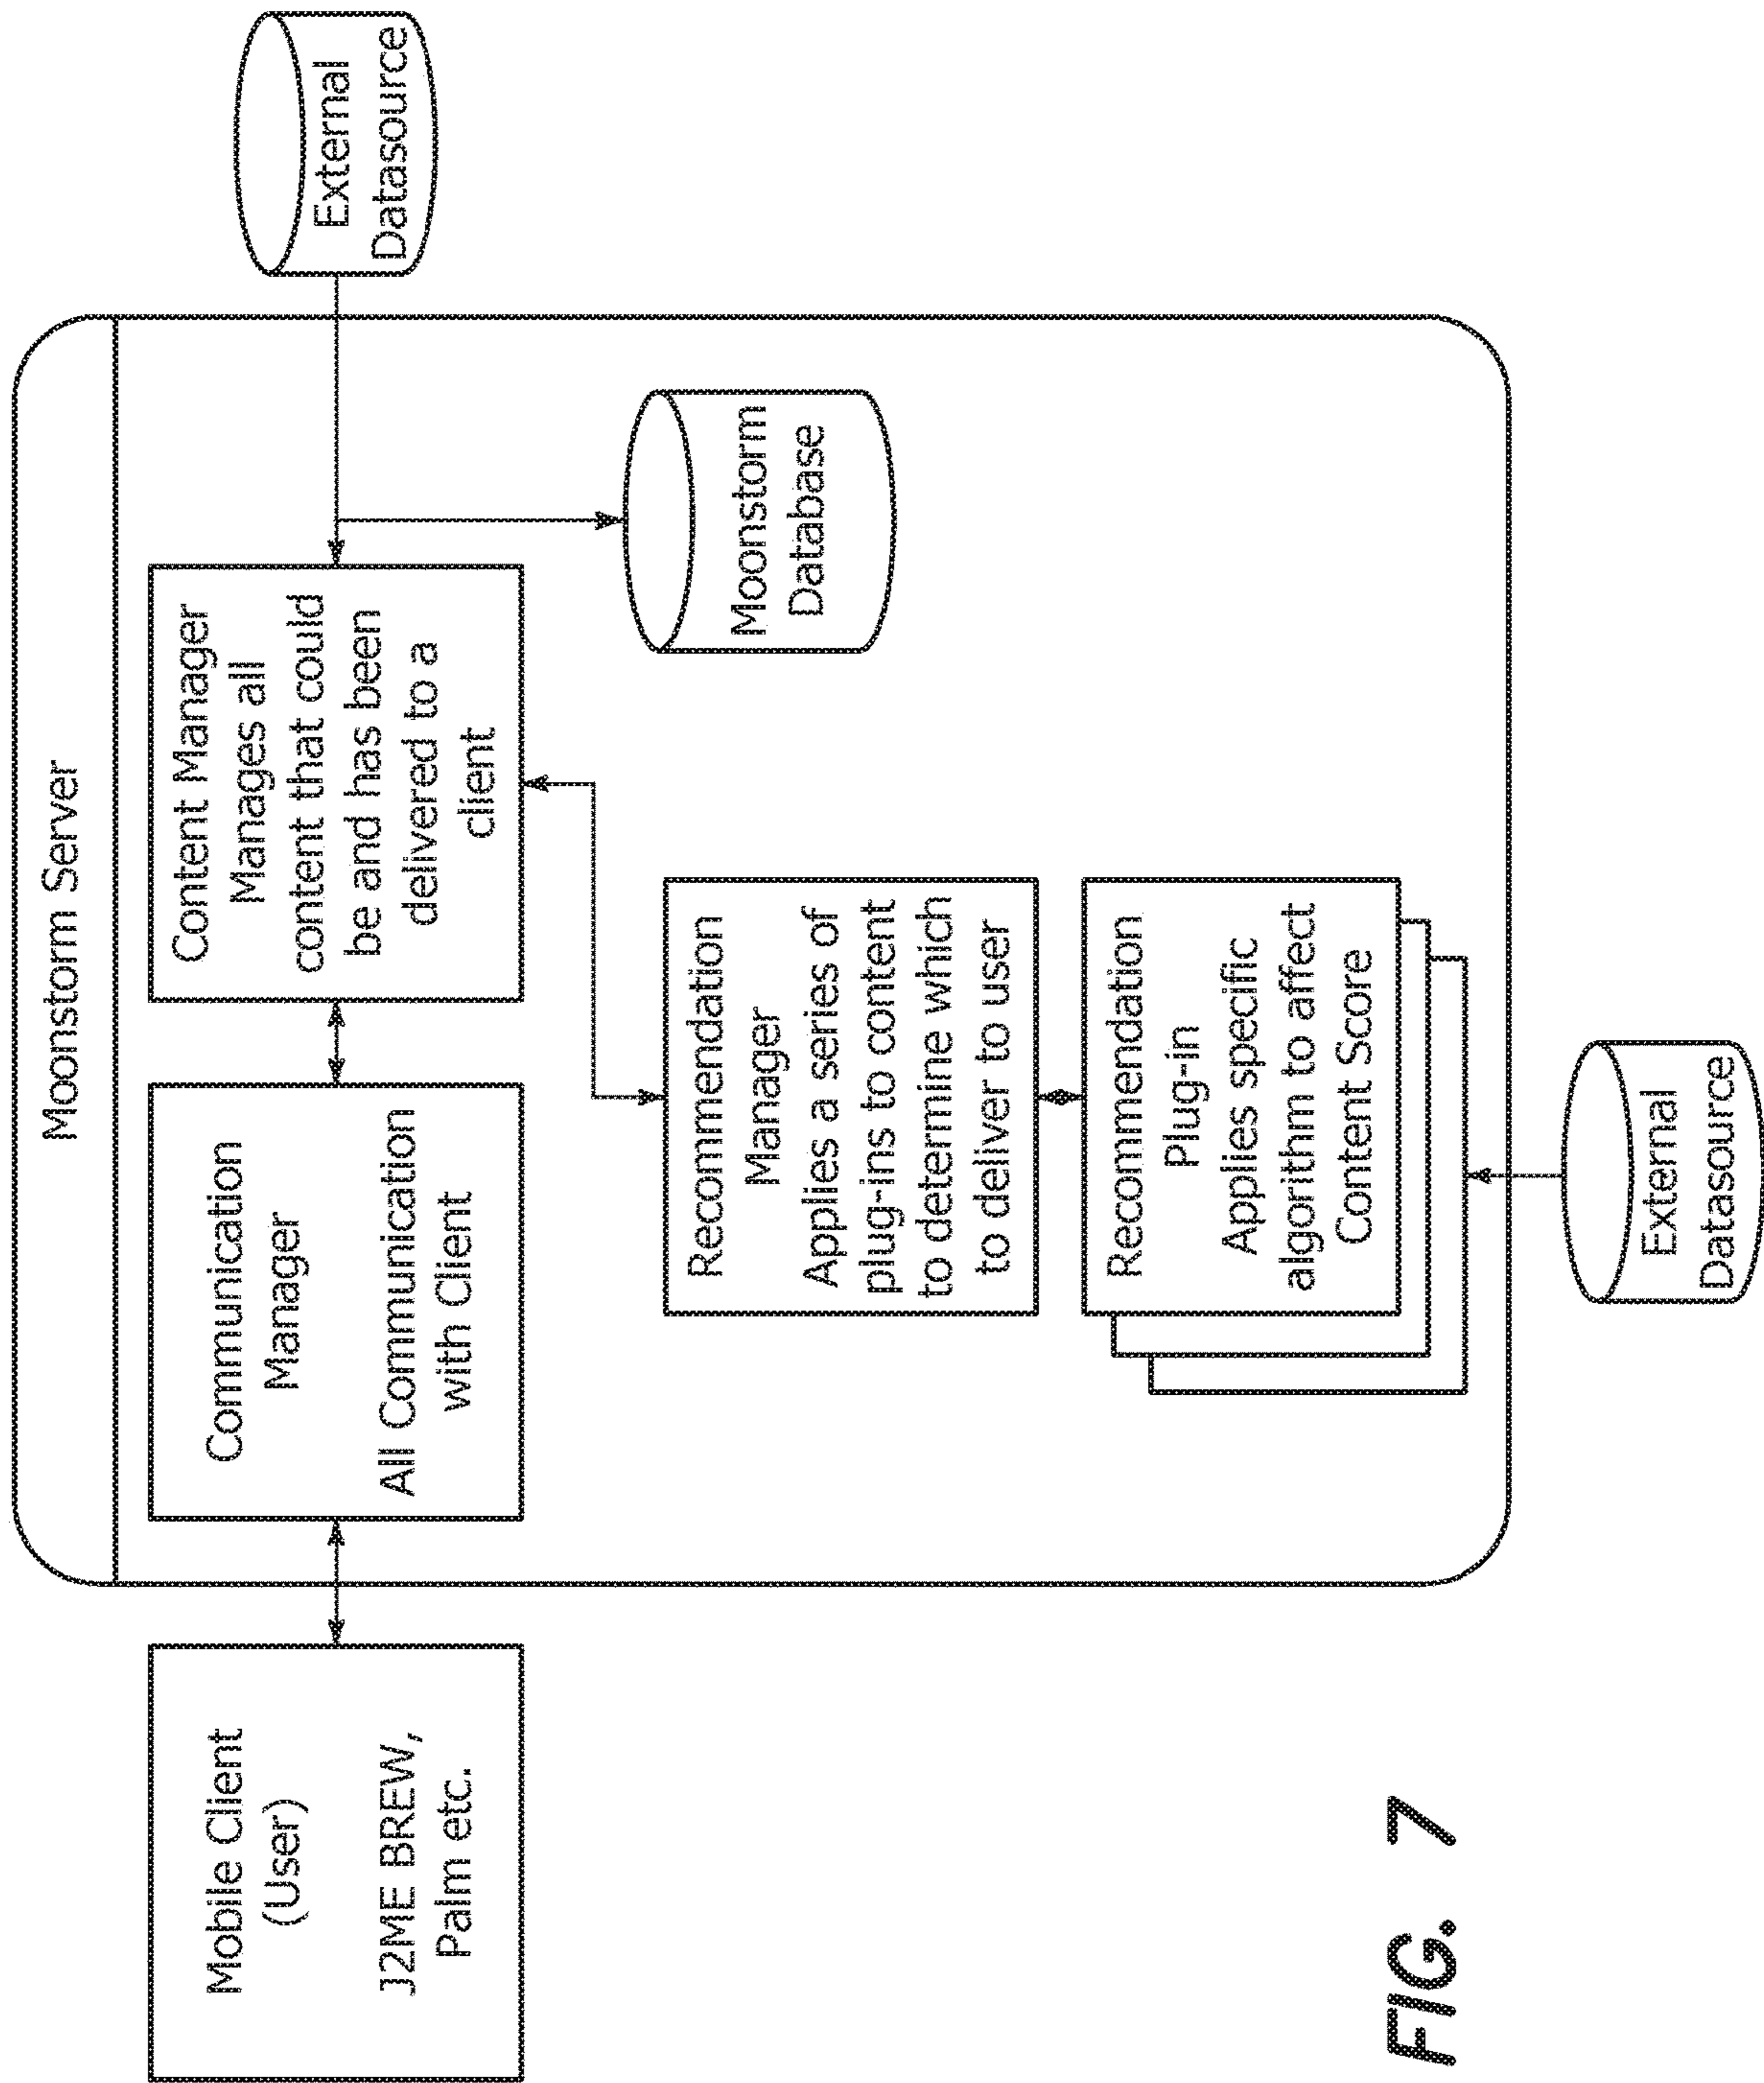 Moonstorm Server
Mobile Client
(User)
J2ME BREW,
Palm etc.
Communication
Manager
All Communication
with Client
Content Manager
Manages all
content that could
be and has been
delivered to a
client
External
Datasource
Moonstorm
Database
Recommendation
Manager
Applies a series of
plug-ins to content
to determine which
to deliver to user
Recommendation
Plug-in
Applies specific
algorithm to affect
Content Score
External
Datasource
FIG. 7